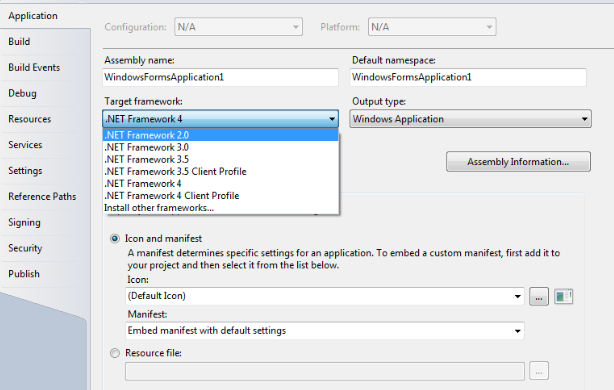 Application
Configuration: N/A Platform: N/A
Build
Build Events
Debug
Resources
Services
Settings
Reference Paths
Signing
Security
Publish
Assembly name: Default namespace:
WindowsFormsApplication1 WindowsFormsApplication1
Target framework: Output type:
.NET Framework 4 Windows Application
.NET Framework 2.0
.NET Framework 3.0
.NET Framework 3.5
.NET Framework 3.5 Client Profile
.NET Framework 4
.NET Framework 4 Client Profile
Install other frameworks...
Assembly Information...
Icon and manifest
A manifest determines specific settings for an application. To embed a custom manifest, first add it to
your project and then select it from the list below.
Icon:
(Default Icon) ...
Manifest:
Embed manifest with default settings
Resource file:
...